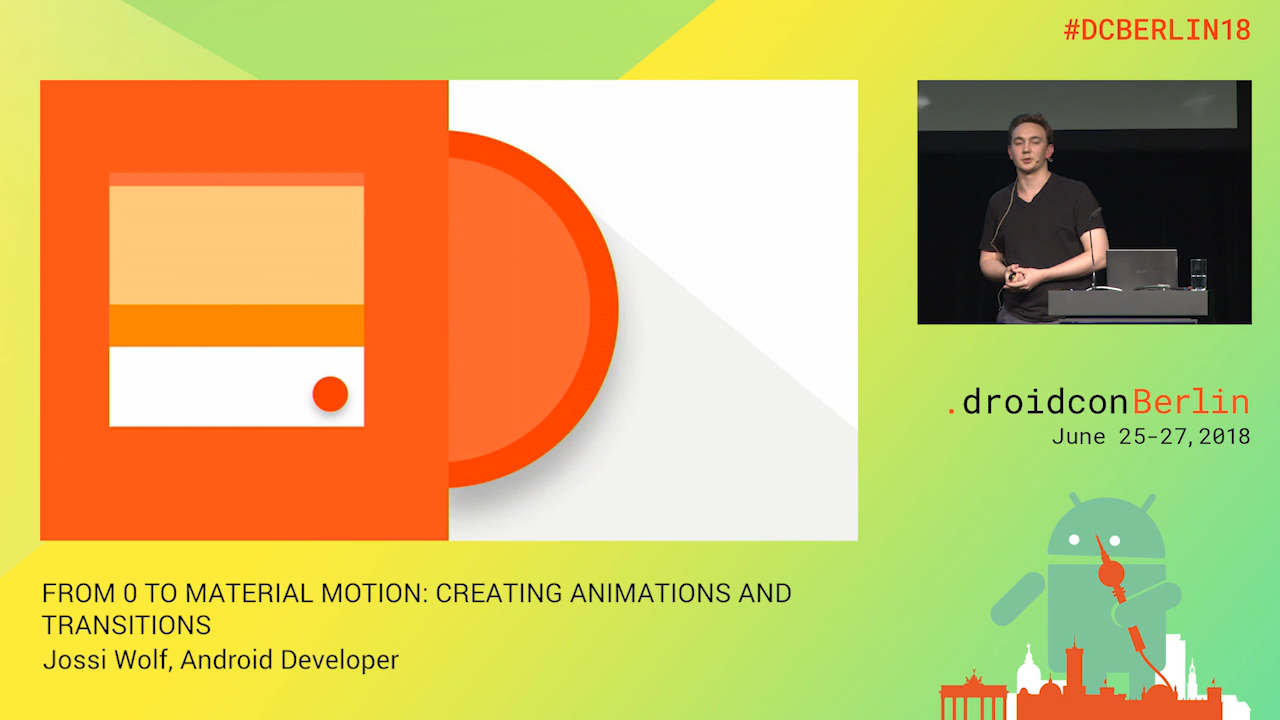 #DCBERLIN18
.droidconBerlin
June 25-27,2018
FROM 0 TO MATERIAL MOTION: CREATING ANIMATIONS AND
TRANSITIONS
Jossi Wolf, Android Developer